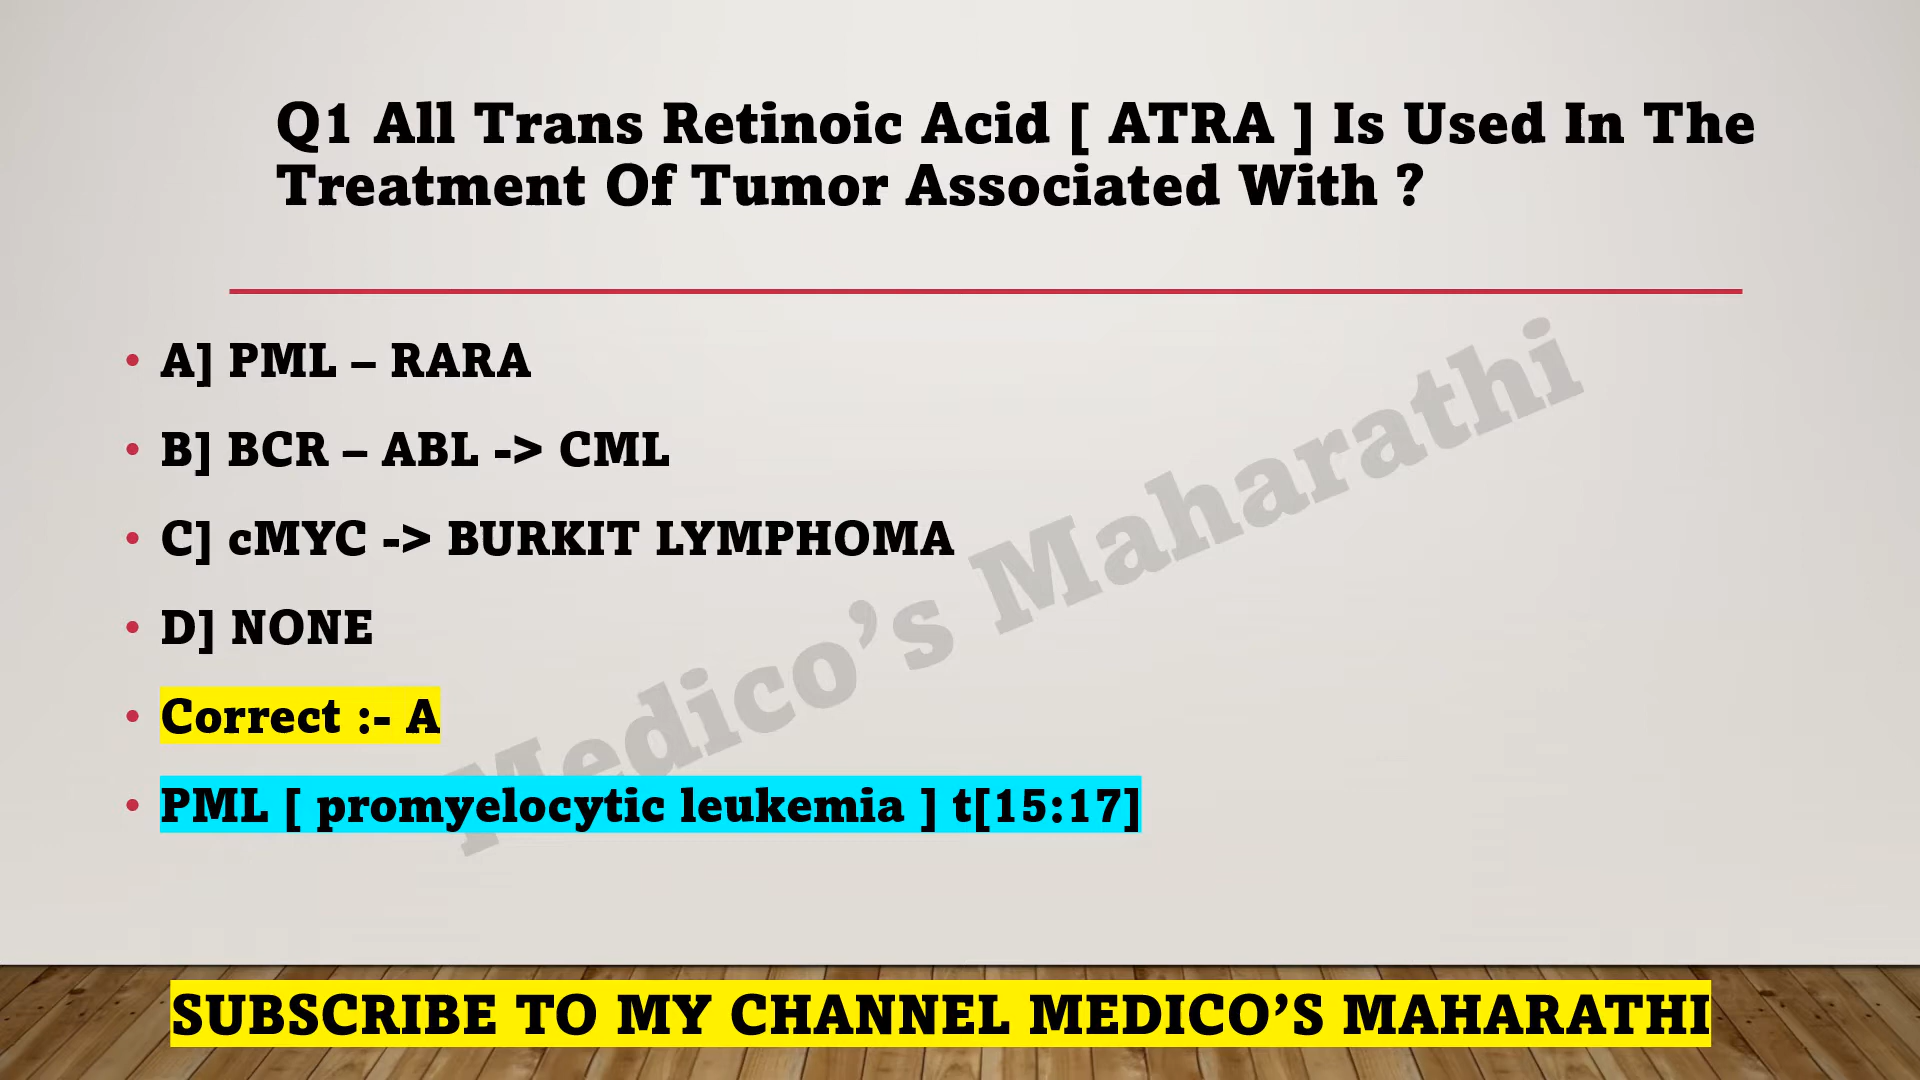 Q1 All Trans Retinoic Acid [ ATRA ] Is Used In The
Treatment Of Tumor Associated With ?
• A] PML – RARA
• B] BCR – ABL -> CML
• C] cMYC -> BURKIT LYMPHOMA
• D] NONE
• Correct :- A
• PML [ promyelocytic leukemia ] t[15:17]
Medico’s Maharathi
SUBSCRIBE TO MY CHANNEL MEDICO’S MAHARATHI